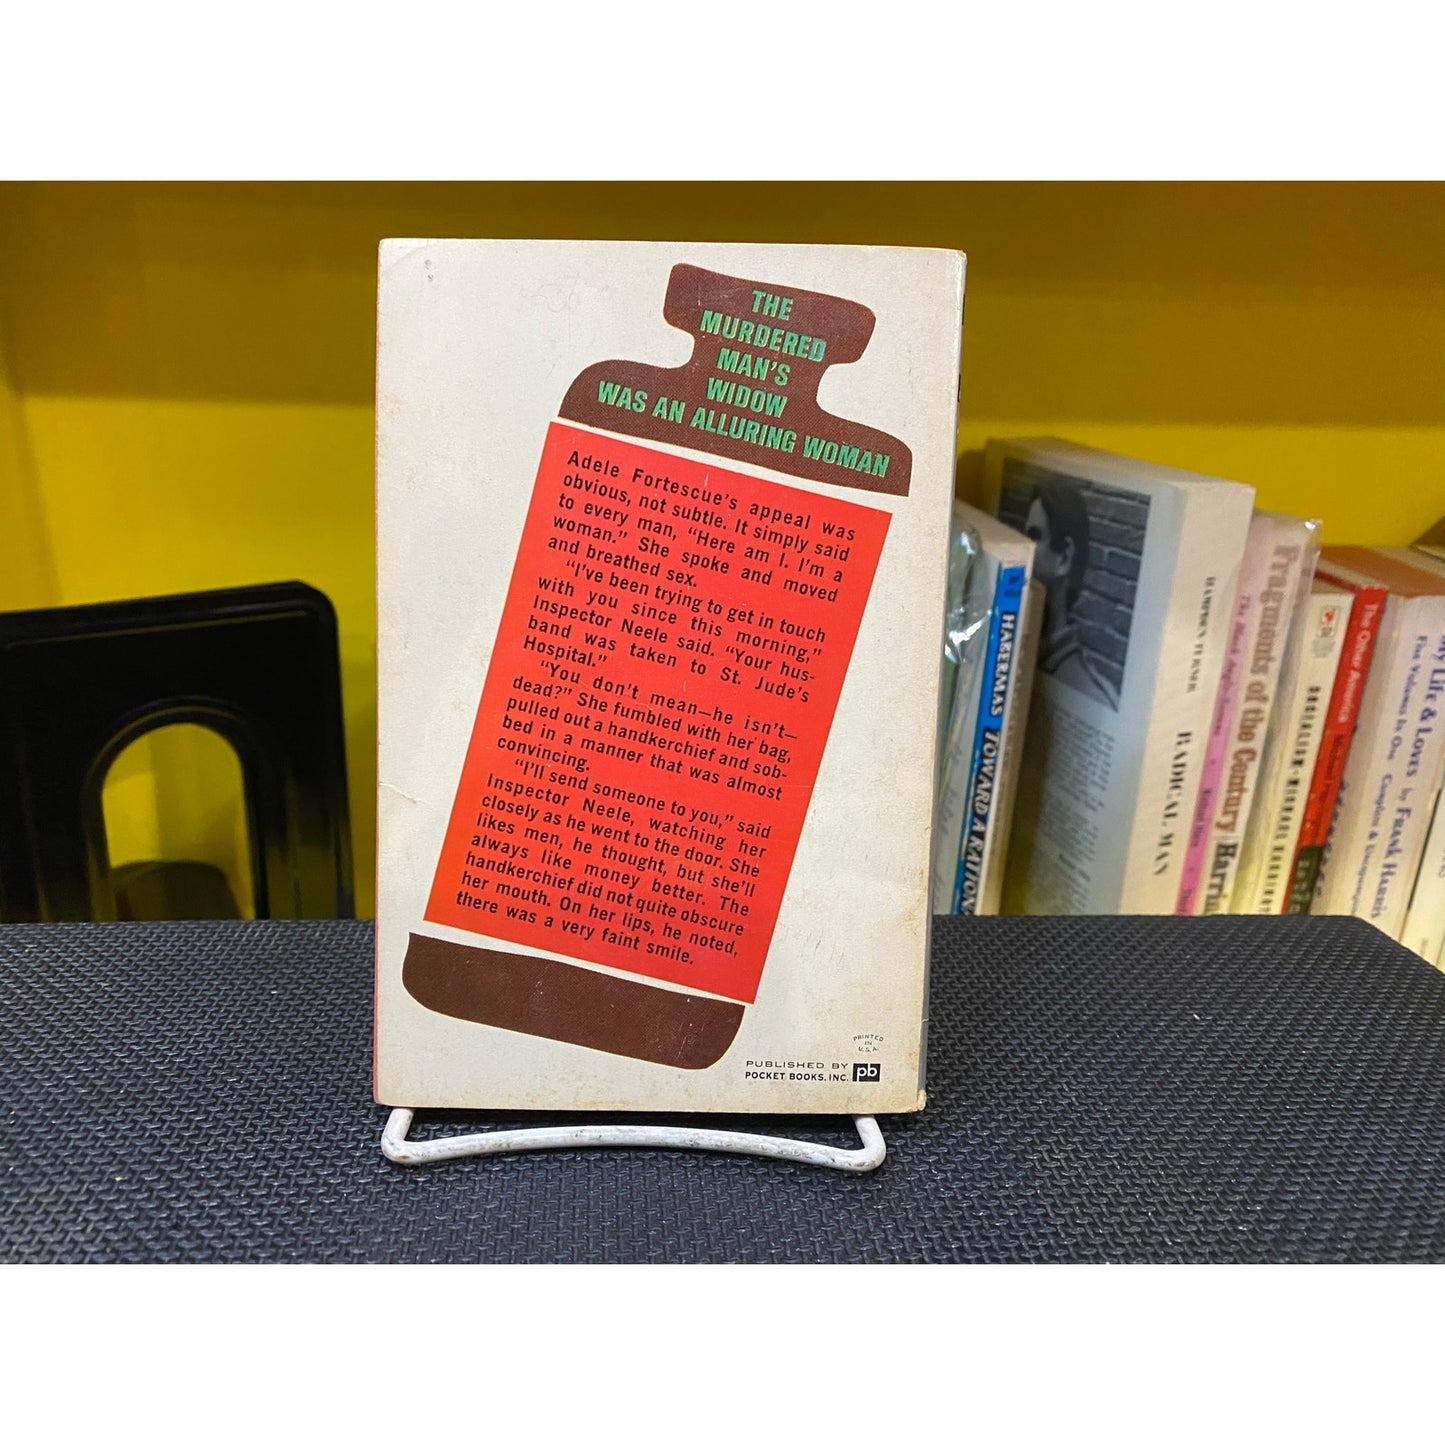 THE
MURDERED
MAN'S
WIDOW
WAS AN ALLURING WOMAN
Adele Fortescue's appeal was
obvious, not subtle. It simply said
to every man, "Here am I. I'm a
woman." She spoke and moved
and breathed sex.
"I've been trying to get in touch
with you since this morning,"
Inspector Neele said. "Your hus-
band was taken to St. Jude's
Hospital."
"You don't mean—he isn't—
dead?" She fumbled with her bag,
pulled out a handkerchief and sob-
bed in a manner that was almost
convincing.
"I'll send someone to you," said
Inspector Neele, watching her
closely as he went to the door. She
likes men, he thought, but she'll
always like money better. The
handkerchief did not quite obscure
her mouth. On her lips, he noted,
there was a very faint smile.
PRINTED
IN
U.S.A.
PUBLISHED BY
POCKET BOOKS, INC.
pb
HABERMAS TOWARD A RATION
HAMPDEN TURNER RADICAL MAN
Fragments of the Century Harri
The Other America
My Life & Loves by Frank Harris
Five Volumes In One Complete & Unexpurgated